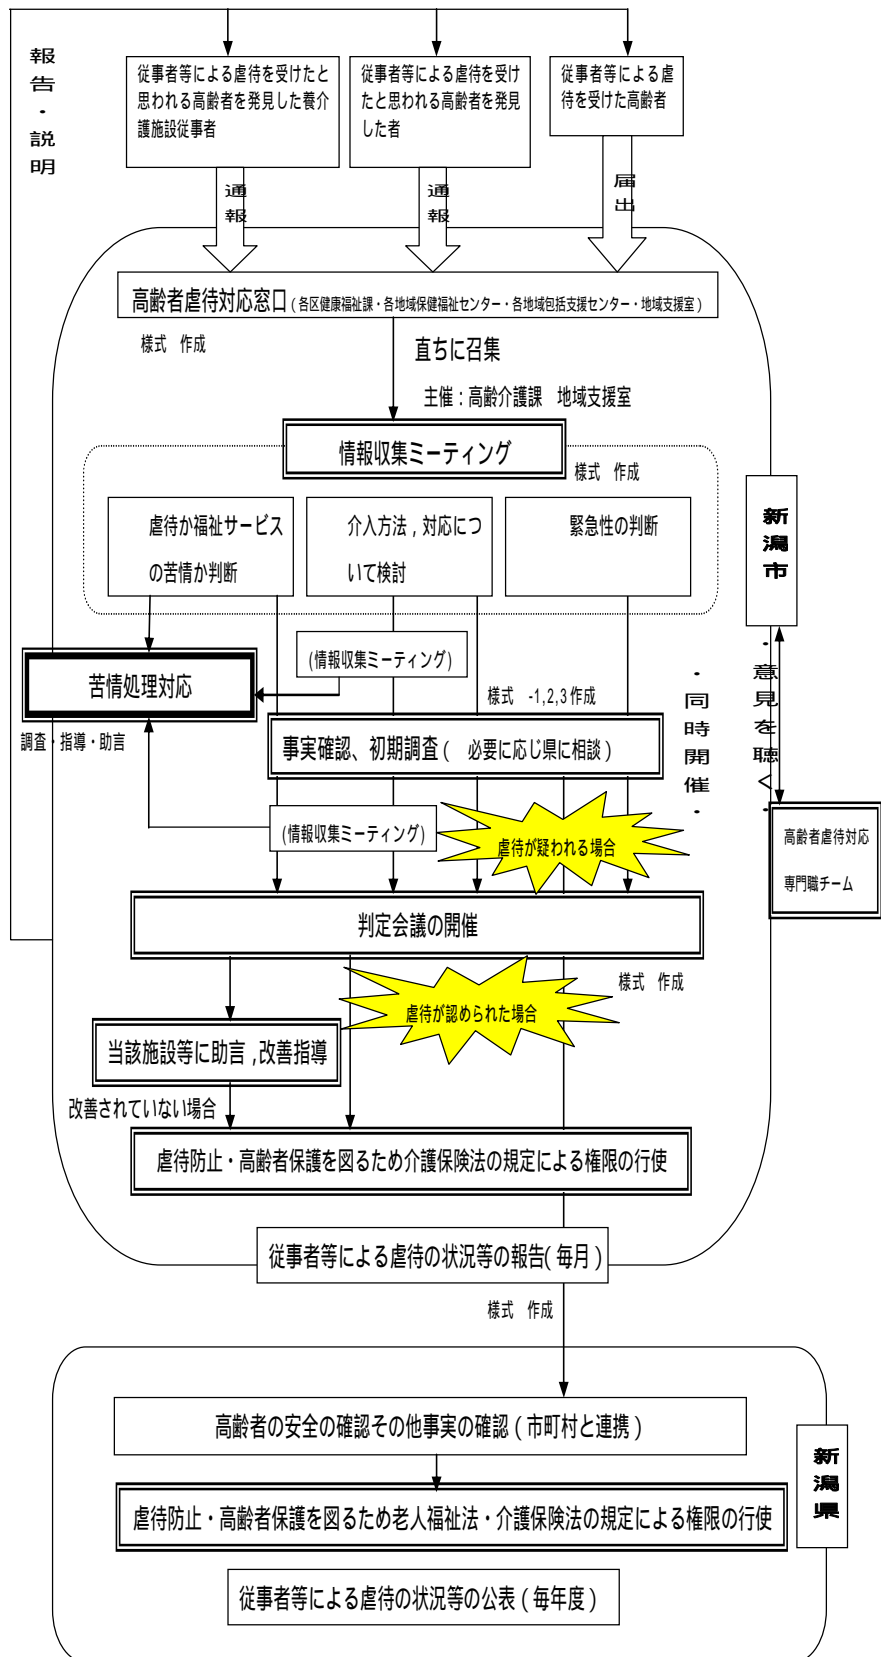 報告・説明
従事者等による虐待を受けたと
思われる高齢者を発見した養介
護施設従事者
従事者等による虐待を受け
たと思われる高齢者を発見
した者
従事者等による虐
待を受けた高齢者
通報
通報
届出
高齢者虐待対応窓口(各区健康福祉課・各地域保健福祉センター・各地域包括支援センター・地域支援室)
様式 作成
直ちに召集
主催：高齢介護課 地域支援室
情報収集ミーティング
様式 作成
虐待か福祉サービス
の苦情か判断
介入方法，対応につ
いて検討
緊急性の判断
新潟市
(情報収集ミーティング)
苦情処理対応
調査・指導・助言
様式 -1,2,3作成
・同時開催・
・意見を聴く・
事実確認、初期調査( 必要に応じ県に相談)
(情報収集ミーティング)
虐待が疑われる場合
高齢者虐待対応
専門職チーム
判定会議の開催
様式 作成
虐待が認められた場合
当該施設等に助言,改善指導
改善されていない場合
虐待防止・高齢者保護を図るため介護保険法の規定による権限の行使
従事者等による虐待の状況等の報告(毎月)
様式 作成
高齢者の安全の確認その他事実の確認(市町村と連携)
新潟県
虐待防止・高齢者保護を図るため老人福祉法・介護保険法の規定による権限の行使
従事者等による虐待の状況等の公表(毎年度)